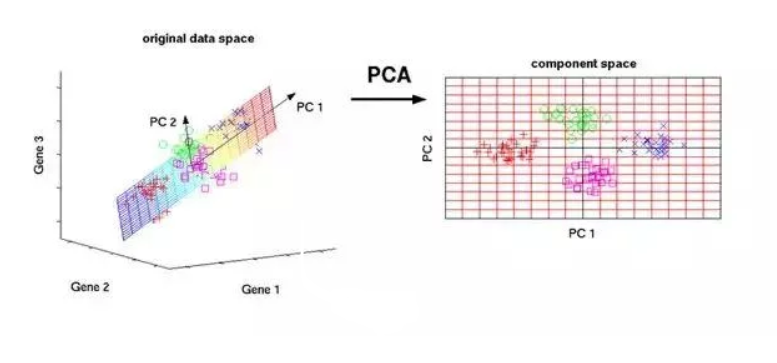 original data space
component space
PCA
PC 1
PC 2
Gene 3
PC 2
PC 1
Gene 2
Gene 1